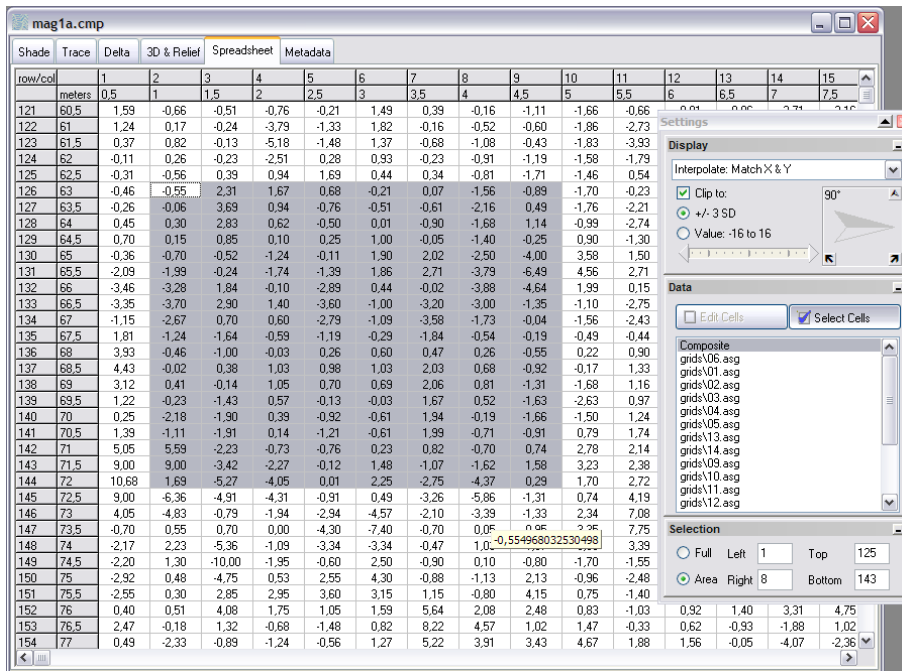 mag1a.cmp
Shade Trace Delta 3D & Relief Spreadsheet Metadata
row/col 1 2 3 4 5 6 7 8 9 10 11 12 13 14 15
meters 0,5 1 1,5 2 2,5 3 3,5 4 4,5 5 5,5 6 6,5 7 7,5
121 60,5 1,59 -0,66 -0,51 -0,76 -0,21 1,49 0,39 -0,16 -1,11 -1,66 -0,66
122 61 1,24 0,17 -0,24 -3,79 -1,33 1,82 -0,16 -0,52 -0,60 -1,86 -2,73
123 61,5 0,37 0,82 -0,13 -5,18 -1,48 1,37 -0,68 -1,08 -0,43 -1,83 -3,93
124 62 -0,11 0,26 -0,23 -2,51 0,28 0,93 -0,23 -0,91 -1,19 -1,58 -1,79
125 62,5 -0,31 -0,56 0,39 0,94 1,69 0,44 0,34 -0,81 -1,71 -1,46 0,54
126 63 -0,46 -0,55 2,31 1,67 0,68 -0,21 0,07 -1,56 -0,89 -1,70 -0,23
127 63,5 -0,26 -0,06 3,69 0,94 -0,76 -0,51 -0,61 -2,16 0,49 -1,76 -2,21
128 64 0,45 0,30 2,83 0,62 -0,50 0,01 -0,90 -1,68 1,14 -0,99 -2,74
129 64,5 0,70 0,15 0,85 0,10 0,25 1,00 -0,05 -1,40 -0,25 0,90 -1,30
130 65 -0,36 -0,70 -0,52 -1,24 -0,11 1,90 2,02 -2,50 -4,00 3,58 1,50
131 65,5 -2,09 -1,99 -0,24 -1,74 -1,39 1,86 2,71 -3,79 -6,49 4,56 2,71
132 66 -3,46 -3,28 1,84 -0,10 -2,89 0,44 -0,02 -3,88 -4,64 1,99 0,15
133 66,5 -3,35 -3,70 2,90 1,40 -3,60 -1,00 -3,20 -3,00 -1,35 -1,10 -2,75
134 67 -1,15 -2,67 0,70 0,60 -2,79 -1,09 -3,58 -1,73 -0,04 -1,56 -2,43
135 67,5 1,81 -1,24 -1,64 -0,59 -1,19 -0,29 -1,84 -0,54 -0,19 -0,49 -0,44
136 68 3,93 -0,46 -1,00 -0,03 0,26 0,60 0,47 0,26 -0,55 0,22 0,90
137 68,5 4,43 -0,02 0,38 1,03 0,98 1,03 2,03 0,68 -0,92 -0,17 1,33
138 69 3,12 0,41 -0,14 1,05 0,70 0,69 2,06 0,81 -1,31 -1,68 1,16
139 69,5 1,22 -0,23 -1,43 0,57 -0,13 -0,03 1,67 0,52 -1,63 -2,63 0,97
140 70 0,25 -2,18 -1,90 0,39 -0,92 -0,61 1,94 -0,19 -1,66 -1,50 1,24
141 70,5 1,39 -1,11 -1,91 0,14 -1,21 -0,61 1,99 -0,71 -0,91 0,79 1,74
142 71 5,05 5,59 -2,23 -0,73 -0,76 0,23 0,82 -0,70 0,74 2,78 2,14
143 71,5 9,00 9,00 -3,42 -2,27 -0,12 1,48 -1,07 -1,62 1,58 3,23 2,38
144 72 10,68 1,69 -5,27 -4,05 0,01 2,25 -2,75 -4,37 0,29 1,70 2,72
145 72,5 9,00 -6,36 -4,91 -4,31 -0,91 0,49 -3,26 -5,86 -1,31 0,74 4,19
146 73 4,05 -4,83 -0,79 -1,94 -2,94 -4,57 -2,10 -3,39 -1,33 2,34 7,08
147 73,5 -0,70 0,55 0,70 0,00 -4,30 -7,40 -0,70 0,05 7,75
-0,554968032530498
148 74 -2,17 2,23 -5,36 -1,09 -3,34 -3,34 -0,47 3,39
149 74,5 -2,20 1,30 -10,00 -1,95 -0,60 2,50 -0,90 0,10 -0,80 -1,70 -1,55
150 75 -2,92 0,48 -4,75 0,53 2,55 4,30 -0,88 -1,13 2,13 -0,96 -2,48
151 75,5 -2,55 0,30 2,85 2,95 3,60 3,15 1,15 -0,80 4,15 0,75 -1,40
152 76 0,40 0,51 4,08 1,75 1,05 1,59 5,64 2,08 2,48 0,83 -1,03 0,92 1,40 3,31 4,75
153 76,5 2,47 -0,18 1,32 -0,68 -1,48 0,82 8,22 4,57 1,02 1,47 -0,33 0,62 -0,93 -1,88 1,02
154 77 0,49 -2,33 -0,89 -1,24 -0,56 1,27 5,22 3,91 3,43 4,67 1,88 1,56 -0,05 -4,07 -2,36
Settings
Display
Interpolate: Match X & Y
Clip to:
90°
+/- 3 SD
Value: -16 to 16
Data
Edit Cells Select Cells
Composite
grids\06.asg
grids\01.asg
grids\02.asg
grids\03.asg
grids\04.asg
grids\05.asg
grids\13.asg
grids\14.asg
grids\09.asg
grids\10.asg
grids\11.asg
grids\12.asg
Selection
Full Left 1 Top 125
Area Right 8 Bottom 143